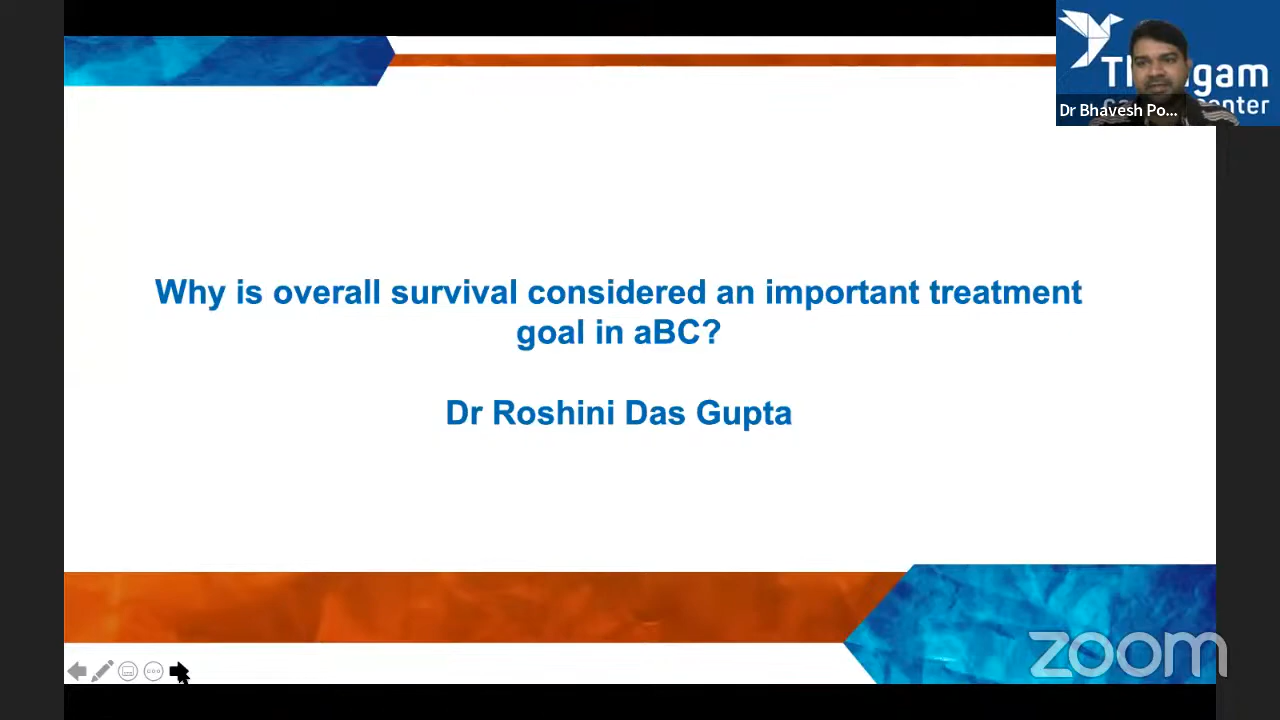 Dr Bhavesh Po...
Why is overall survival considered an important treatment
goal in aBC?
Dr Roshini Das Gupta
zoom